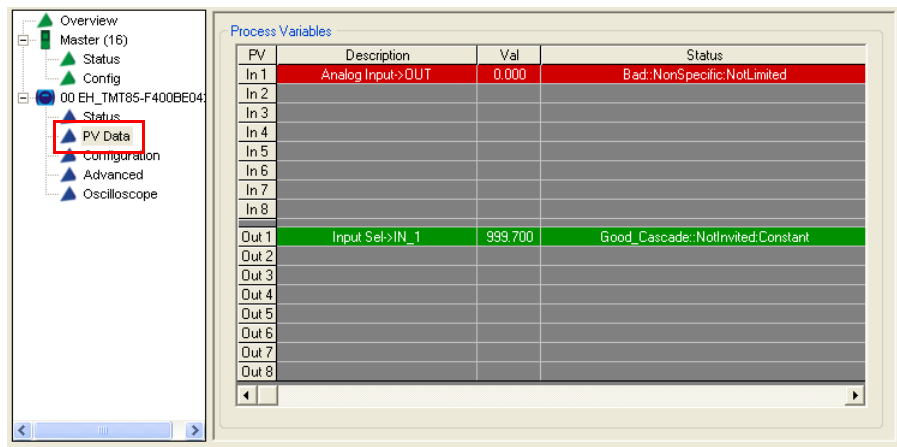 Overview
Master (16)
Status
Config
00 EH_TMT85-F400BE04
Status
PV Data
Configuration
Advanced
Oscilloscope
Process Variables
PV Description Val Status
In 1 Analog Input->OUT 0.000 Bad::NonSpecific:NotLimited
In 2
In 3
In 4
In 5
In 6
In 7
In 8
Out 1 Input Sel->IN_1 999.700 Good_Cascade::NotInvited:Constant
Out 2
Out 3
Out 4
Out 5
Out 6
Out 7
Out 8